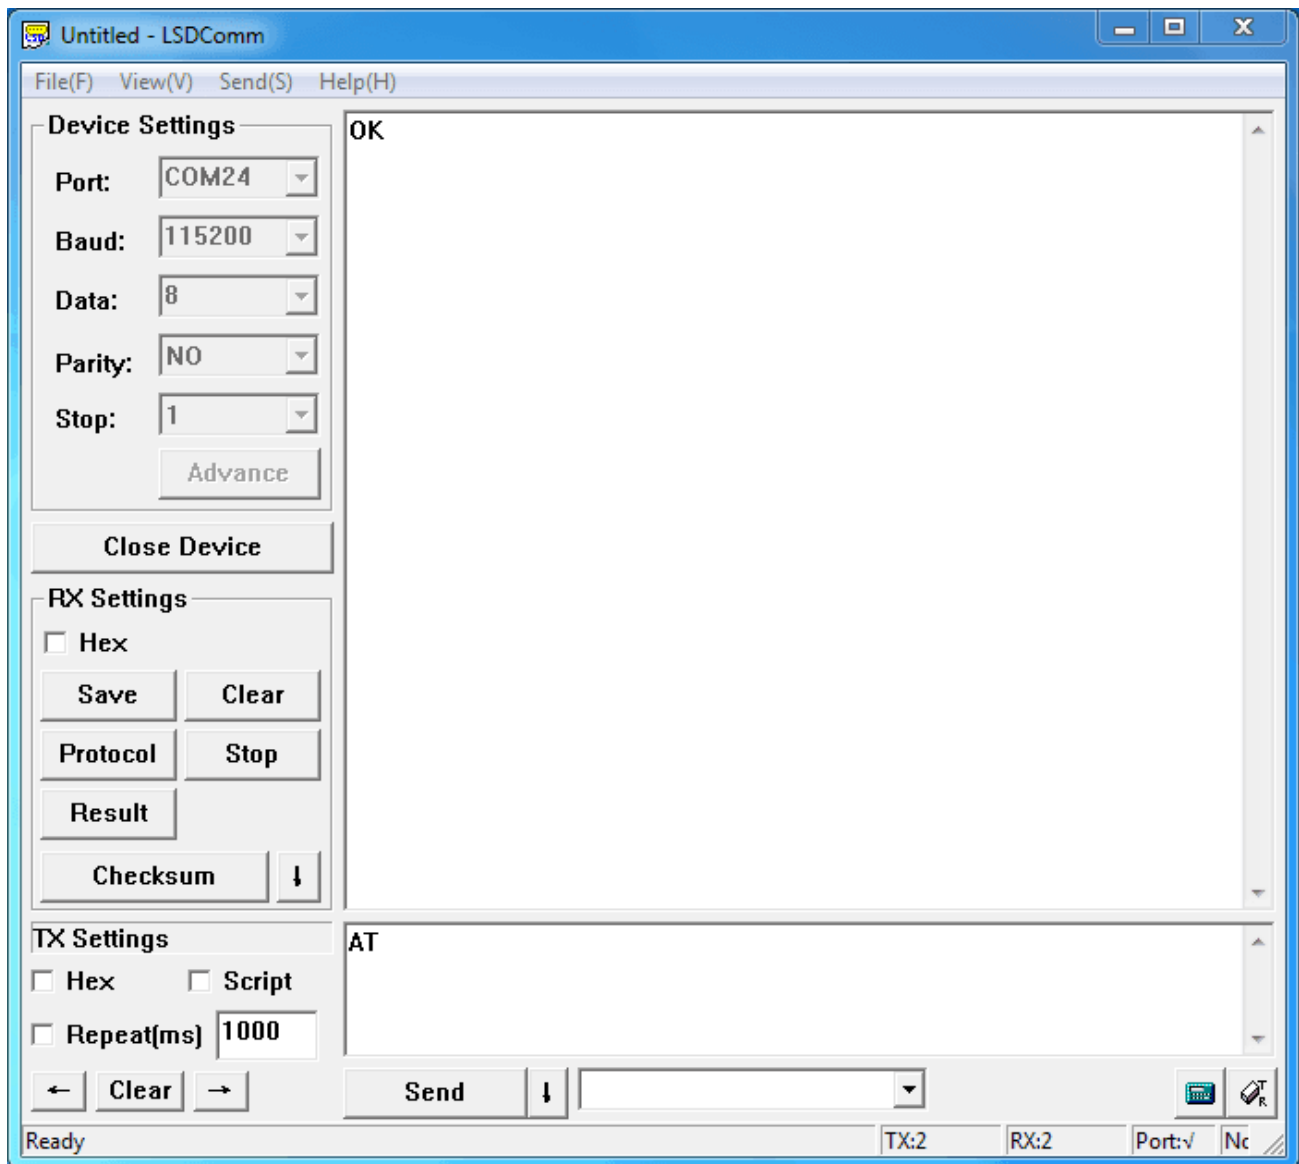 Untitled - LSDComm
File(F) View(V) Send(S) Help(H)
Device Settings
Port: COM24
Baud: 115200
Data: 8
Parity: NO
Stop: 1
Advance
Close Device
RX Settings
Hex
Save Clear
Protocol Stop
Result
Checksum
OK
TX Settings
Hex Script
Repeat(ms) 1000
← Clear →
AT
Send
T
R
Ready TX:2 RX:2 Port:√ Nc